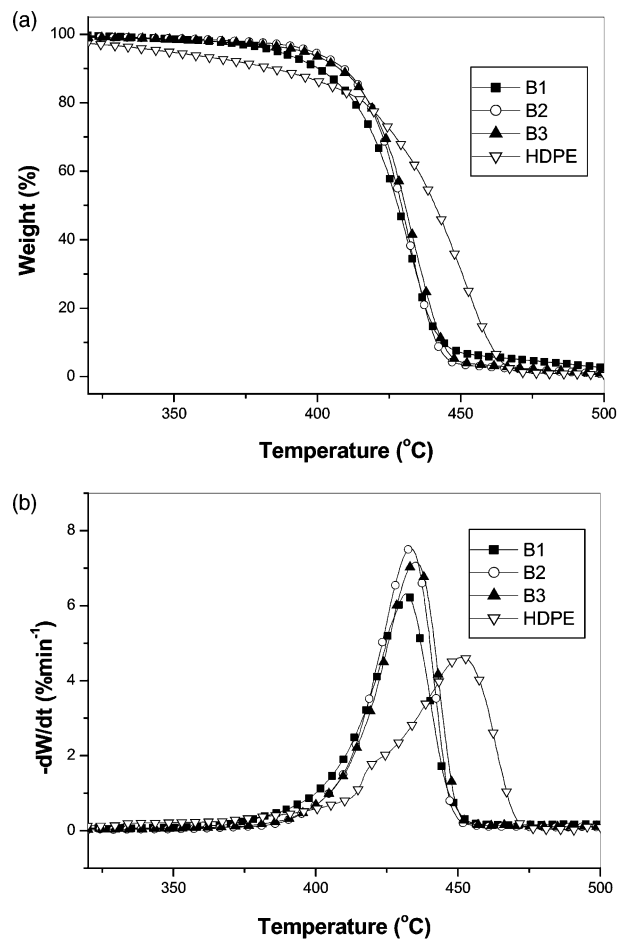 (a)
100
80
60
40
20
0
Weight (%)
B1
B2
B3
HDPE
350
400
450
500
Temperature (°C)
(b)
8
6
4
2
0
-dW/dt (%min⁻¹)
B1
B2
B3
HDPE
350
400
450
500
Temperature (°C)